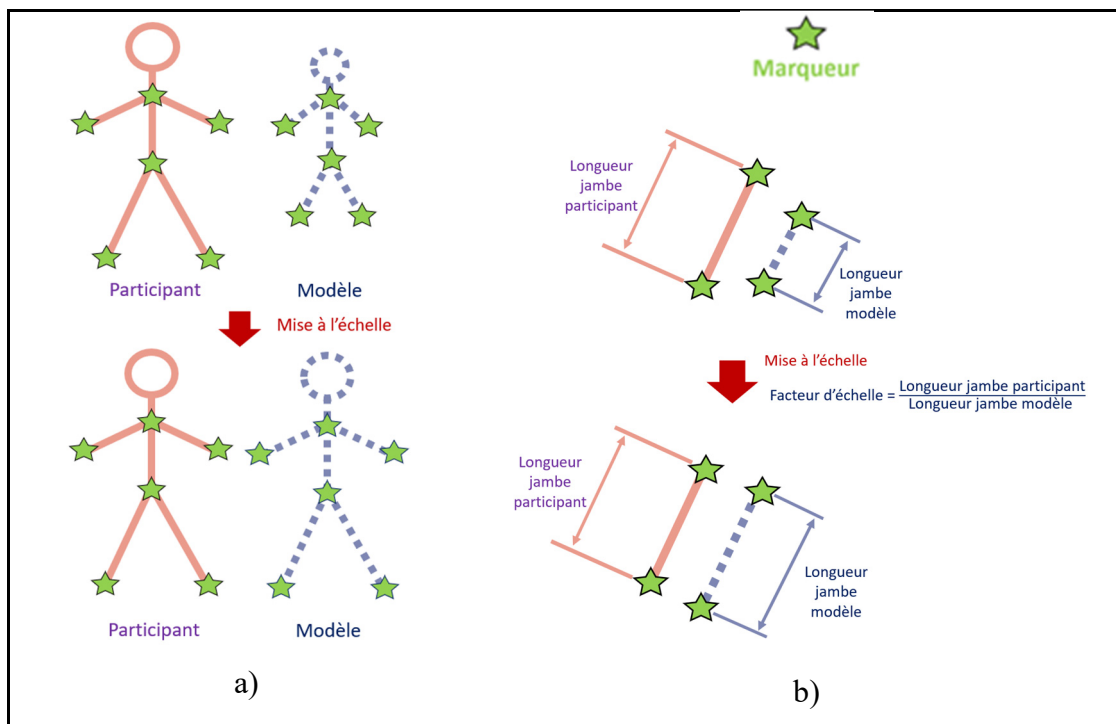 Participant
Modèle
Mise à l'échelle
Participant
Modèle
a)
Marqueur
Longueur
jambe
participant
Longueur
jambe
modèle
Mise à l'échelle
Facteur d'échelle = Longueur jambe participant
Longueur jambe modèle
Longueur
jambe
participant
Longueur
jambe
modèle
b)